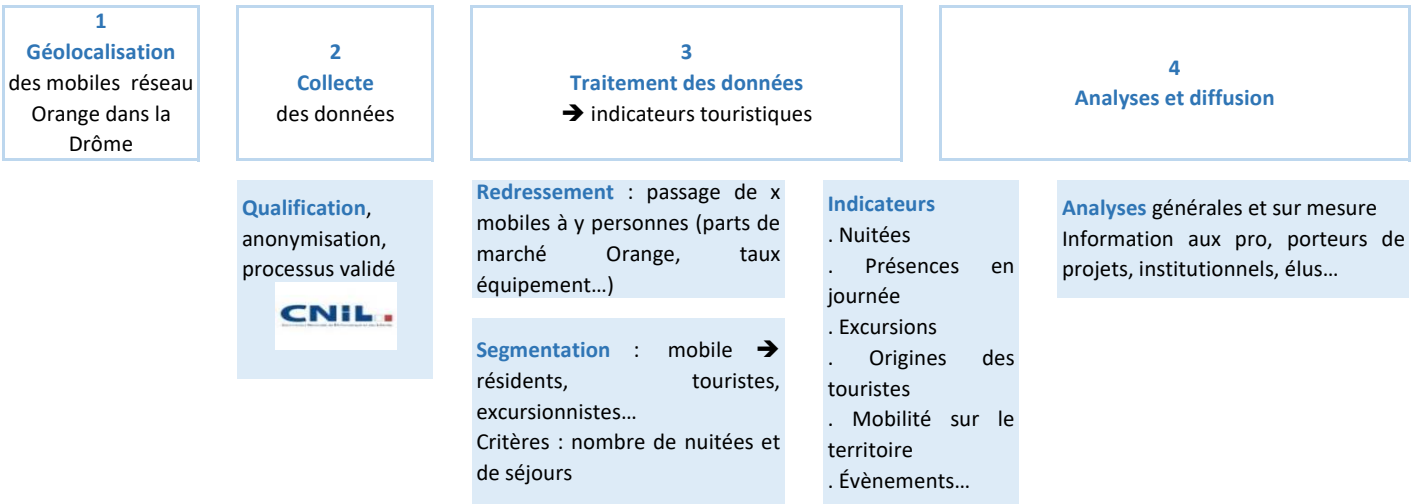 1
Géolocalisation
des mobiles réseau
Orange dans la
Drôme
2
Collecte
des données
3
Traitement des données
➔ indicateurs touristiques
4
Analyses et diffusion
Qualification,
anonymisation,
processus validé
CNIL
Redressement : passage de x
mobiles à y personnes (parts de
marché Orange, taux
équipement…)
Segmentation : mobile ➔
résidents, touristes,
excursionnistes…
Critères : nombre de nuitées et
de séjours
Indicateurs
. Nuitées
. Présences en
journée
. Excursions
. Origines des
touristes
. Mobilité sur le
territoire
. Évènements…
Analyses générales et sur mesure
Information aux pro, porteurs de
projets, institutionnels, élus…